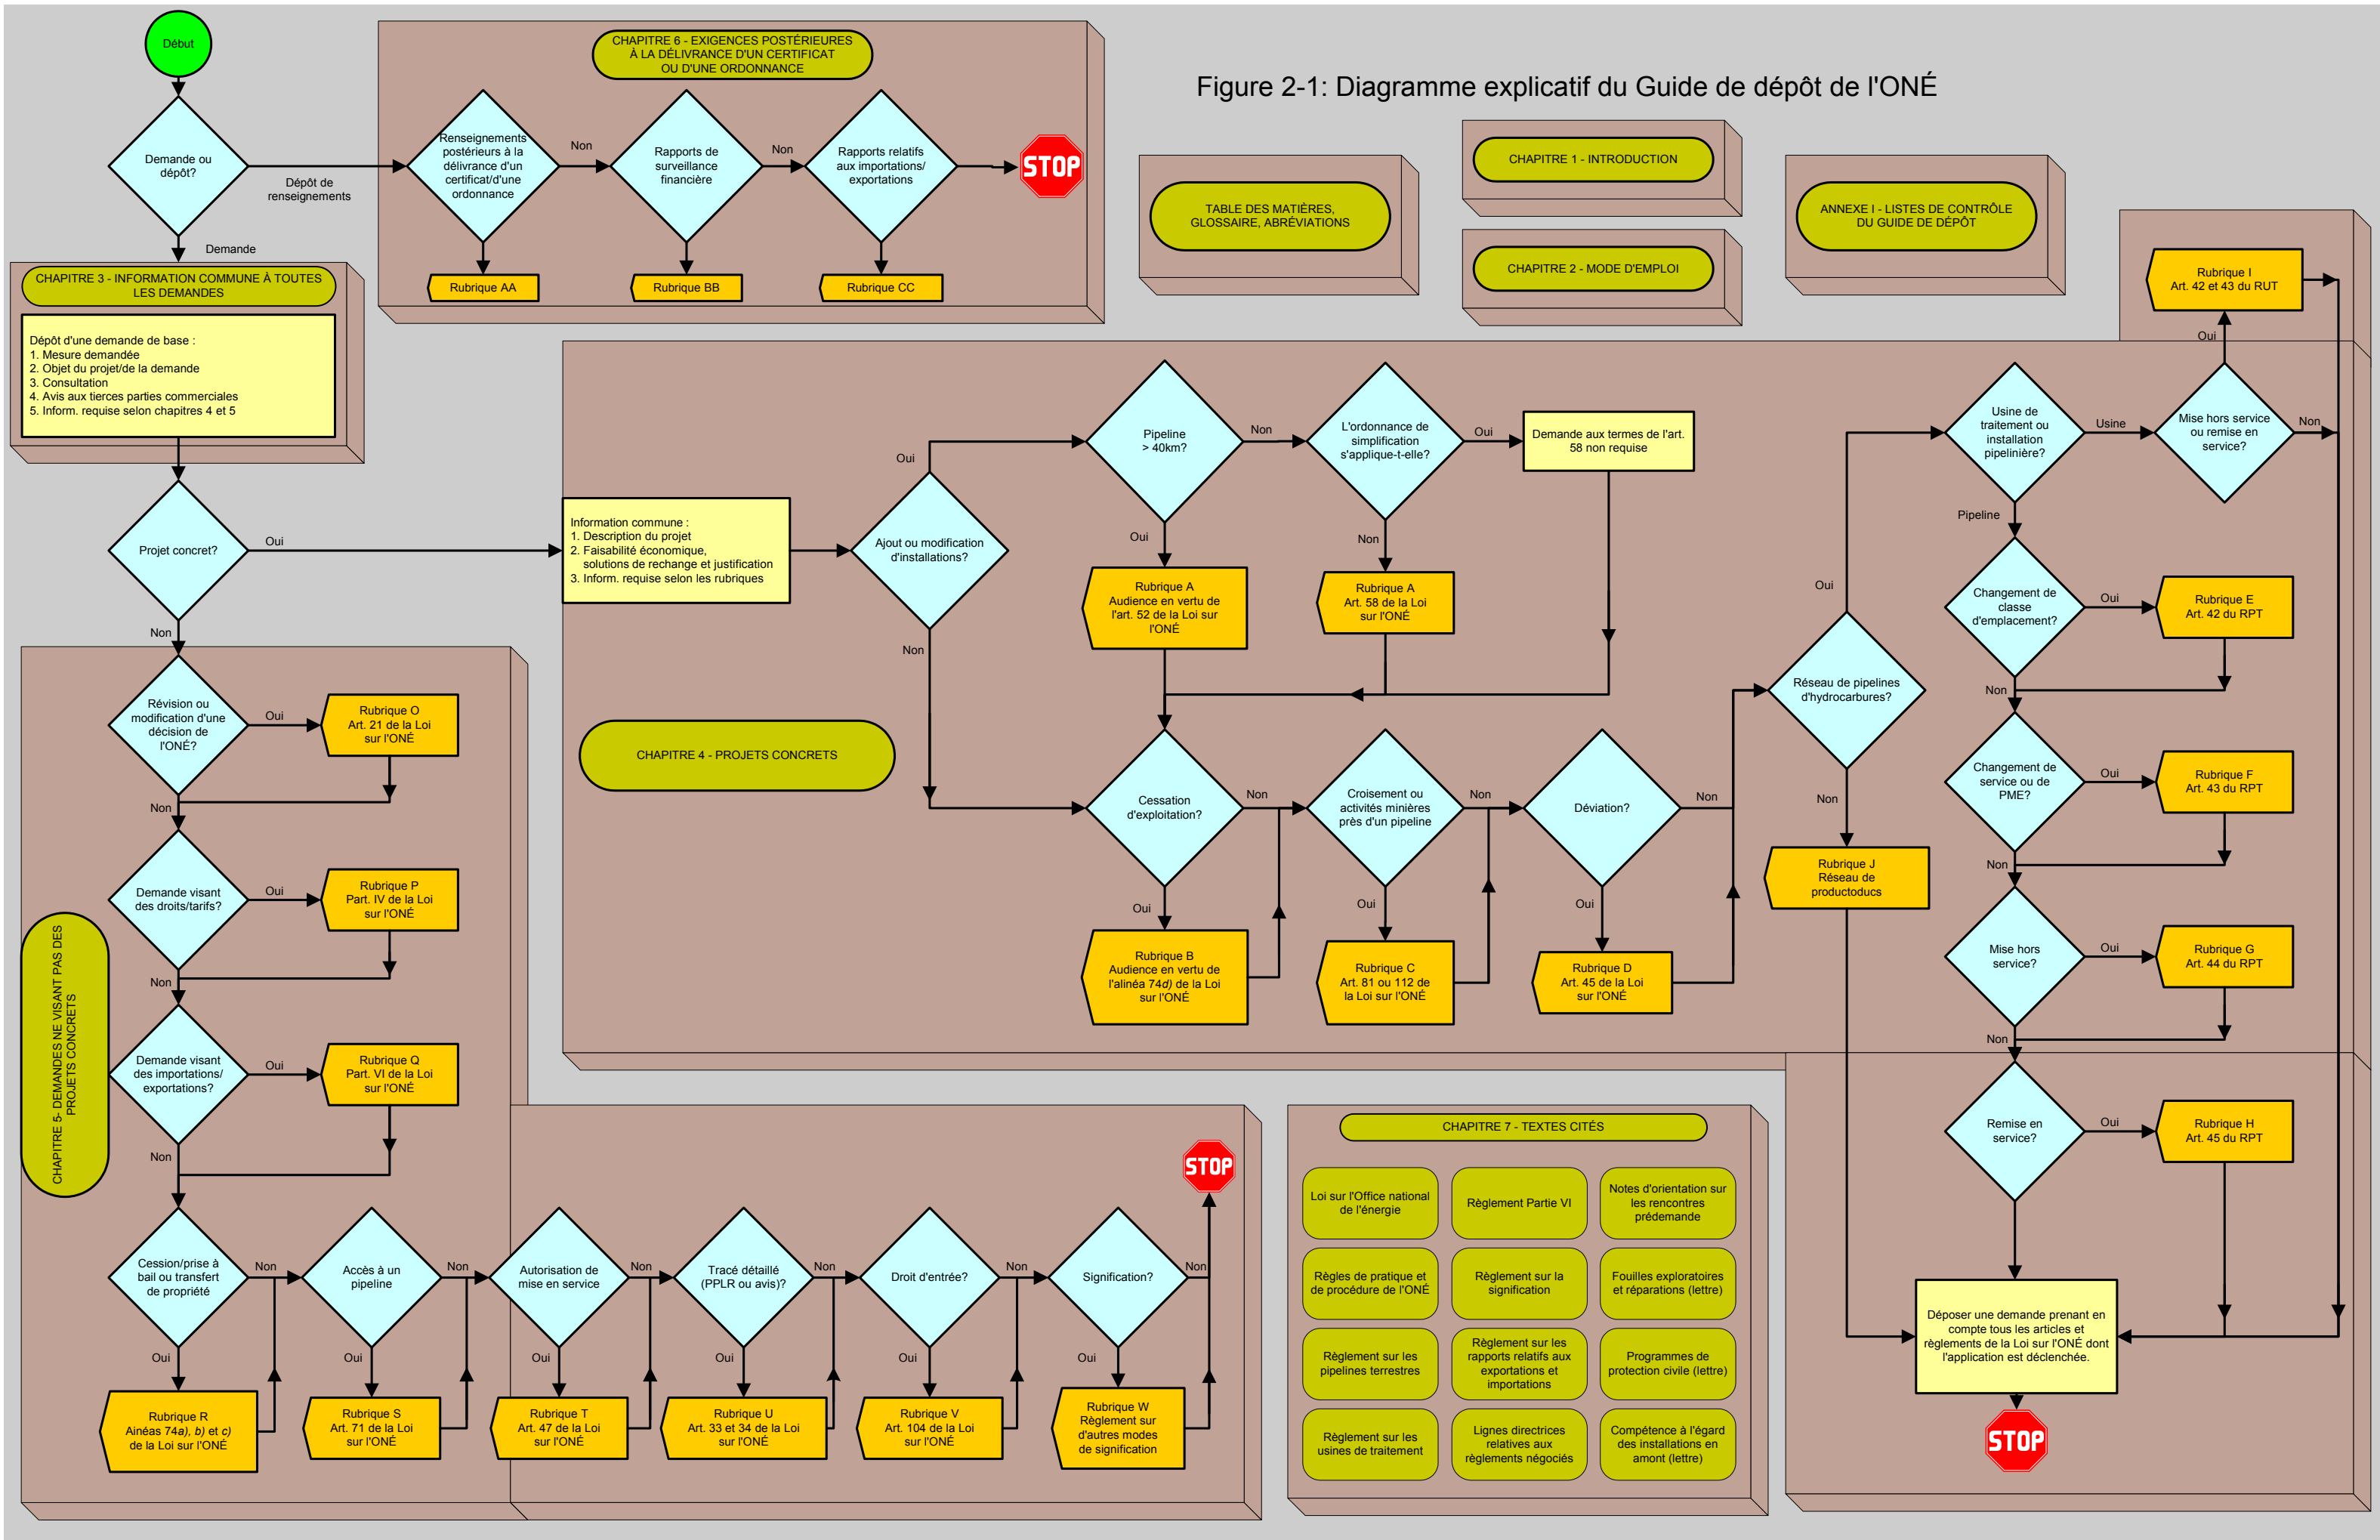 Figure 2-1: Diagramme explicatif du Guide de dépôt de l'ONÉ
Début
Demande ou
dépôt?
Dépôt de
renseignements
Demande
CHAPITRE 6 - EXIGENCES POSTÉRIEURES
À LA DÉLIVRANCE D'UN CERTIFICAT
OU D'UNE ORDONNANCE
Renseignements
postérieurs à la
délivrance d'un
certificat/d'une
ordonnance
Non
Rapports de
surveillance
financière
Non
Rapports relatifs
aux importations/
exportations
STOP
Rubrique AA
Rubrique BB
Rubrique CC
TABLE DES MATIÈRES,
GLOSSAIRE, ABRÉVIATIONS
CHAPITRE 1 - INTRODUCTION
CHAPITRE 2 - MODE D'EMPLOI
ANNEXE I - LISTES DE CONTRÔLE
DU GUIDE DE DÉPÔT
CHAPITRE 3 - INFORMATION COMMUNE À TOUTES
LES DEMANDES
Dépôt d'une demande de base :
1. Mesure demandée
2. Objet du projet/de la demande
3. Consultation
4. Avis aux tierces parties commerciales
5. Inform. requise selon chapitres 4 et 5
Projet concret?
Oui
Non
Information commune :
1. Description du projet
2. Faisabilité économique,
solutions de rechange et justification
3. Inform. requise selon les rubriques
Ajout ou modification
d'installations?
Oui
Non
Pipeline
> 40km?
Non
Oui
L'ordonnance de
simplification
s'applique-t-elle?
Oui
Non
Demande aux termes de l'art.
58 non requise
Rubrique A
Audience en vertu de
l'art. 52 de la Loi sur
l'ONÉ
Rubrique A
Art. 58 de la Loi
sur l'ONÉ
CHAPITRE 4 - PROJETS CONCRETS
Cessation
d'exploitation?
Non
Oui
Croisement ou
activités minières
près d'un pipeline
Non
Oui
Déviation?
Non
Oui
Rubrique B
Audience en vertu de
l'alinéa 74d) de la Loi
sur l'ONÉ
Rubrique C
Art. 81 ou 112 de
la Loi sur l'ONÉ
Rubrique D
Art. 45 de la Loi
sur l'ONÉ
Réseau de pipelines
d'hydrocarbures?
Oui
Non
Rubrique J
Réseau de
productoducs
Usine de
traitement ou
installation
pipelinière?
Usine
Pipeline
Mise hors service
ou remise en
service?
Oui
Non
Rubrique I
Art. 42 et 43 du RUT
Changement de
classe
d'emplacement?
Oui
Non
Rubrique E
Art. 42 du RPT
Changement de
service ou de
PME?
Oui
Non
Rubrique F
Art. 43 du RPT
Mise hors
service?
Oui
Non
Rubrique G
Art. 44 du RPT
Remise en
service?
Oui
Rubrique H
Art. 45 du RPT
Déposer une demande prenant en
compte tous les articles et
règlements de la Loi sur l'ONÉ dont
l'application est déclenchée.
STOP
CHAPITRE 5- DEMANDES NE VISANT PAS DES
PROJETS CONCRETS
Révision ou
modification d'une
décision de
l'ONÉ?
Oui
Non
Rubrique O
Art. 21 de la Loi
sur l'ONÉ
Demande visant
des droits/tarifs?
Oui
Non
Rubrique P
Part. IV de la Loi
sur l'ONÉ
Demande visant
des importations/
exportations?
Oui
Non
Rubrique Q
Part. VI de la Loi
sur l'ONÉ
Cession/prise à
bail ou transfert
de propriété
Non
Oui
Accès à un
pipeline
Non
Oui
Autorisation de
mise en service
Non
Oui
Tracé détaillé
(PPLR ou avis)?
Non
Oui
Droit d'entrée?
Non
Oui
Signification?
Non
Oui
STOP
Rubrique R
Ainéas 74a), b) et c)
de la Loi sur l'ONÉ
Rubrique S
Art. 71 de la Loi
sur l'ONÉ
Rubrique T
Art. 47 de la Loi
sur l'ONÉ
Rubrique U
Art. 33 et 34 de la Loi
sur l'ONÉ
Rubrique V
Art. 104 de la Loi
sur l'ONÉ
Rubrique W
Règlement sur
d'autres modes
de signification
CHAPITRE 7 - TEXTES CITÉS
Loi sur l'Office national
de l'énergie
Règlement Partie VI
Notes d'orientation sur
les rencontres
prédemande
Règles de pratique et
de procédure de l'ONÉ
Règlement sur la
signification
Fouilles exploratoires
et réparations (lettre)
Règlement sur les
pipelines terrestres
Règlement sur les
rapports relatifs aux
exportations et
importations
Programmes de
protection civile (lettre)
Règlement sur les
usines de traitement
Lignes directrices
relatives aux
règlements négociés
Compétence à l'égard
des installations en
amont (lettre)